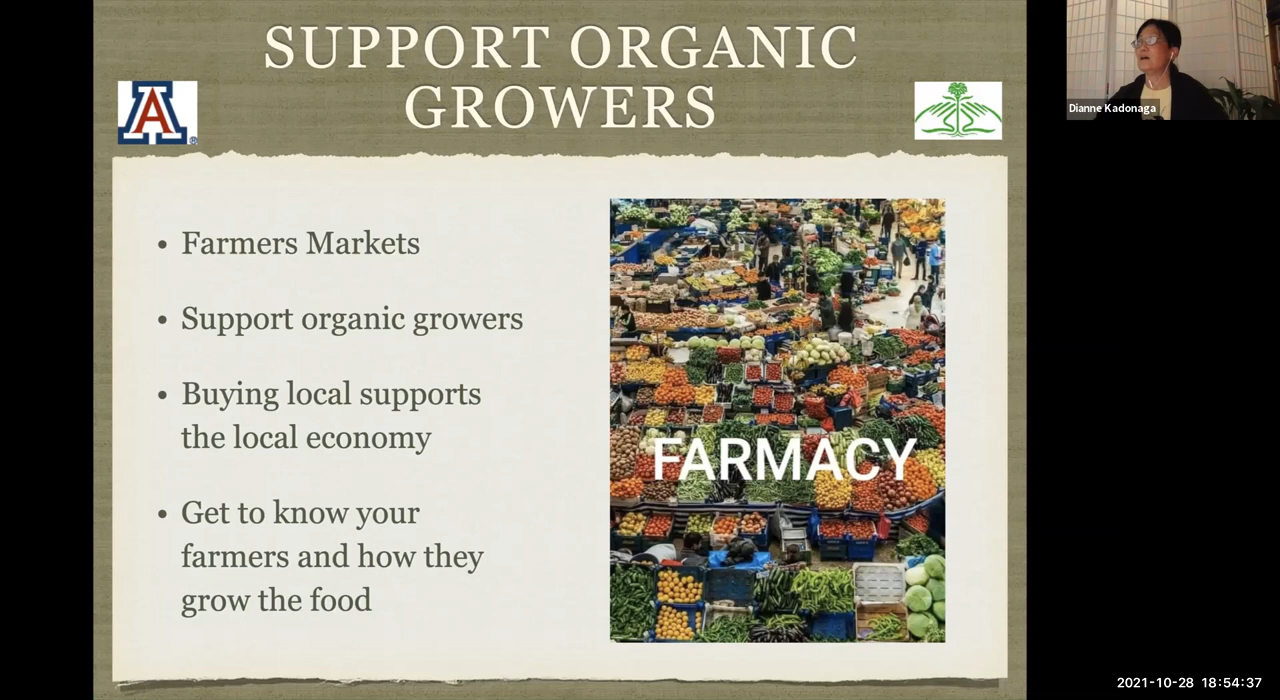 SUPPORT ORGANIC
GROWERS
A
®
Dianne Kadonaga
• Farmers Markets
• Support organic growers
• Buying local supports
the local economy
• Get to know your
farmers and how they
grow the food
FARMACY
2021-10-28 18:54:37